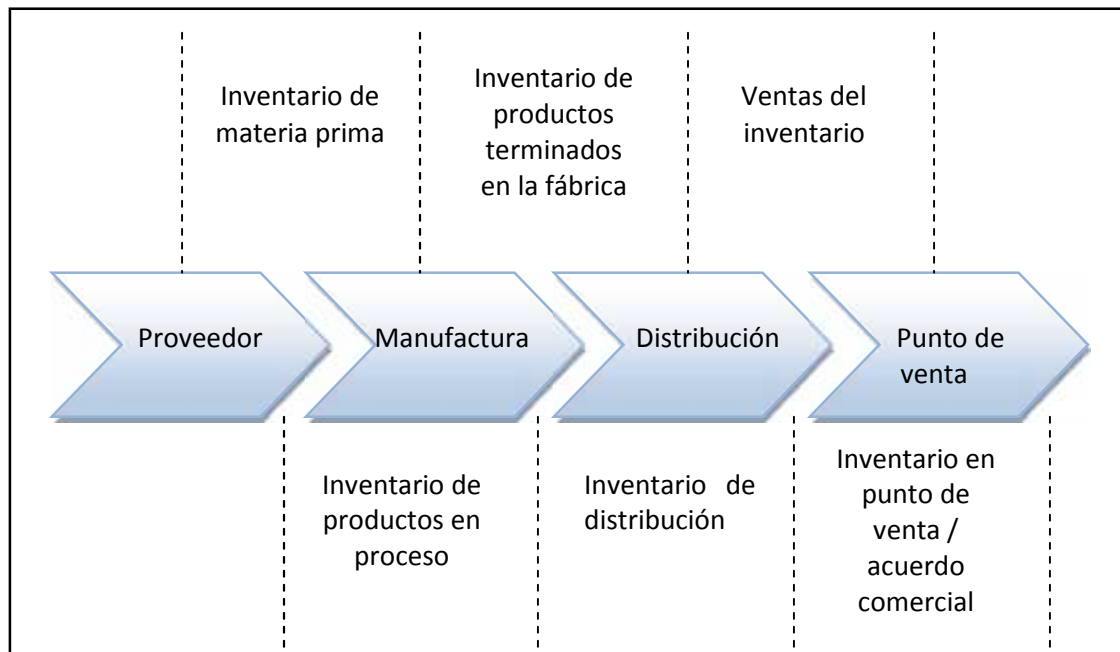 Inventario de
materia prima
Inventario de
productos
terminados
en la fábrica
Ventas del
inventario
Proveedor
Manufactura
Distribución
Punto de
venta
Inventario de
productos en
proceso
Inventario de
distribución
Inventario en
punto de
venta /
acuerdo
comercial